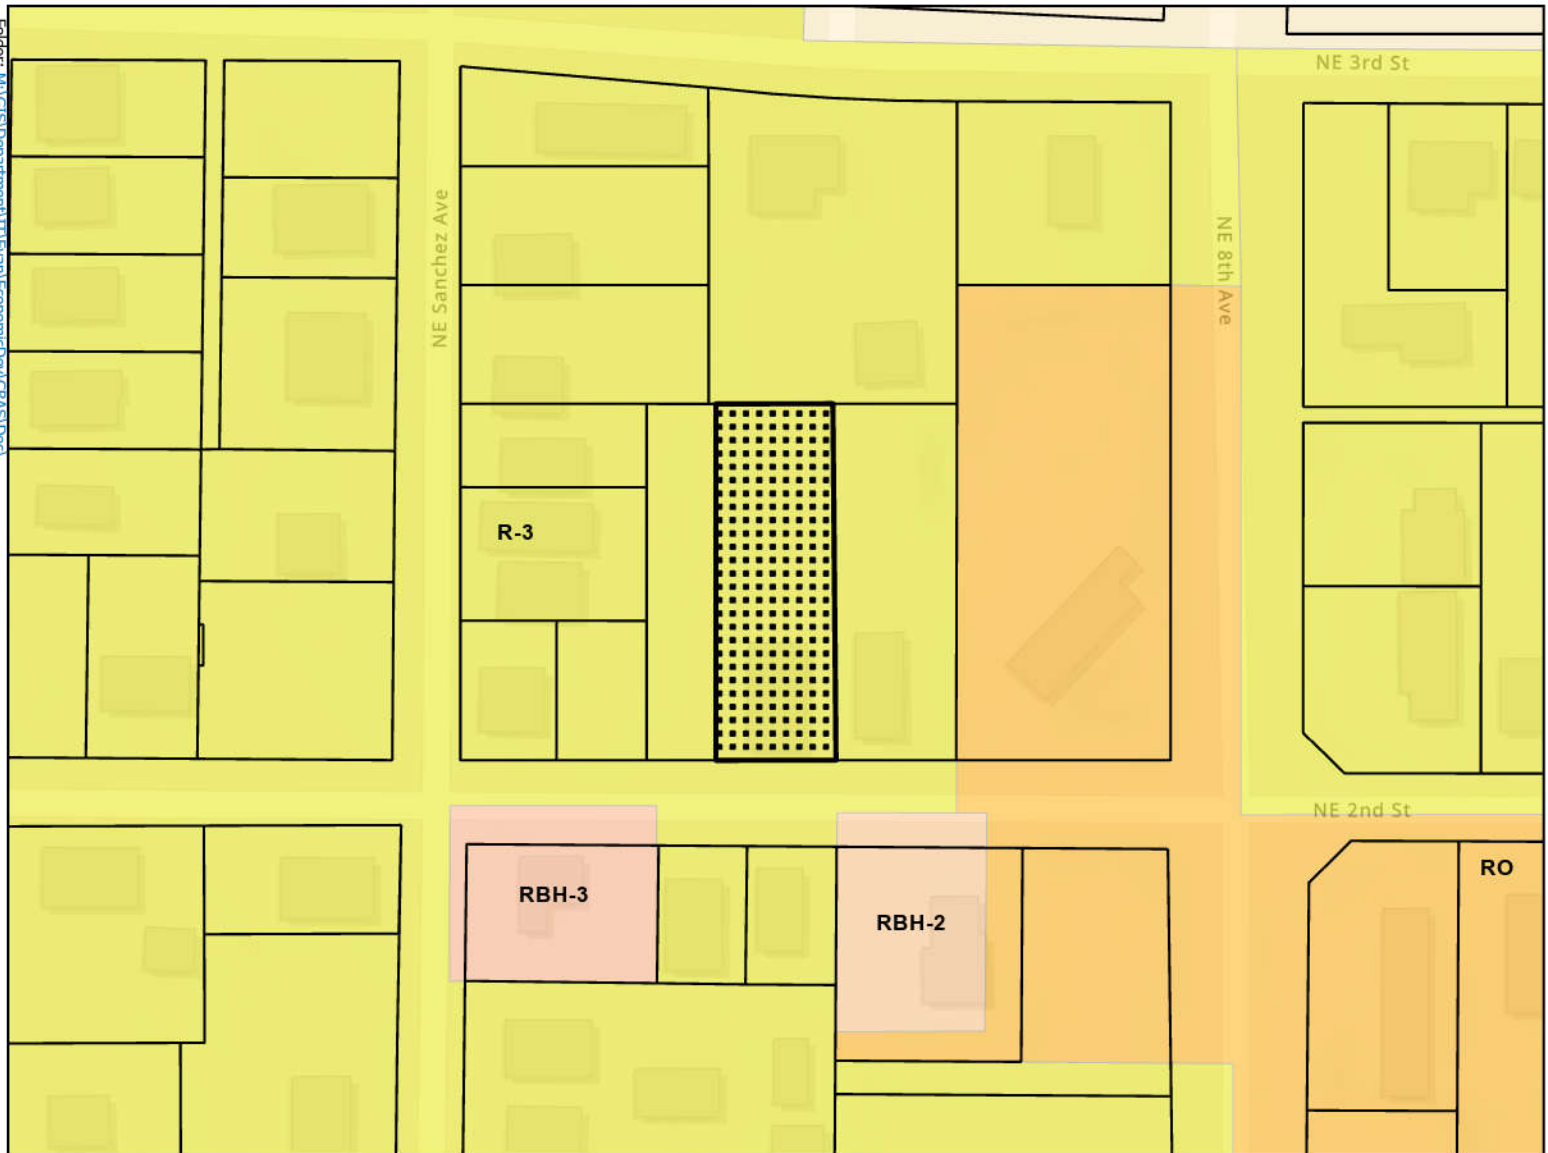 NE 3rd St
NE Sanchez Ave
NE 8th Ave
R-3
NE 2nd St
RO
RBH-3
RBH-2